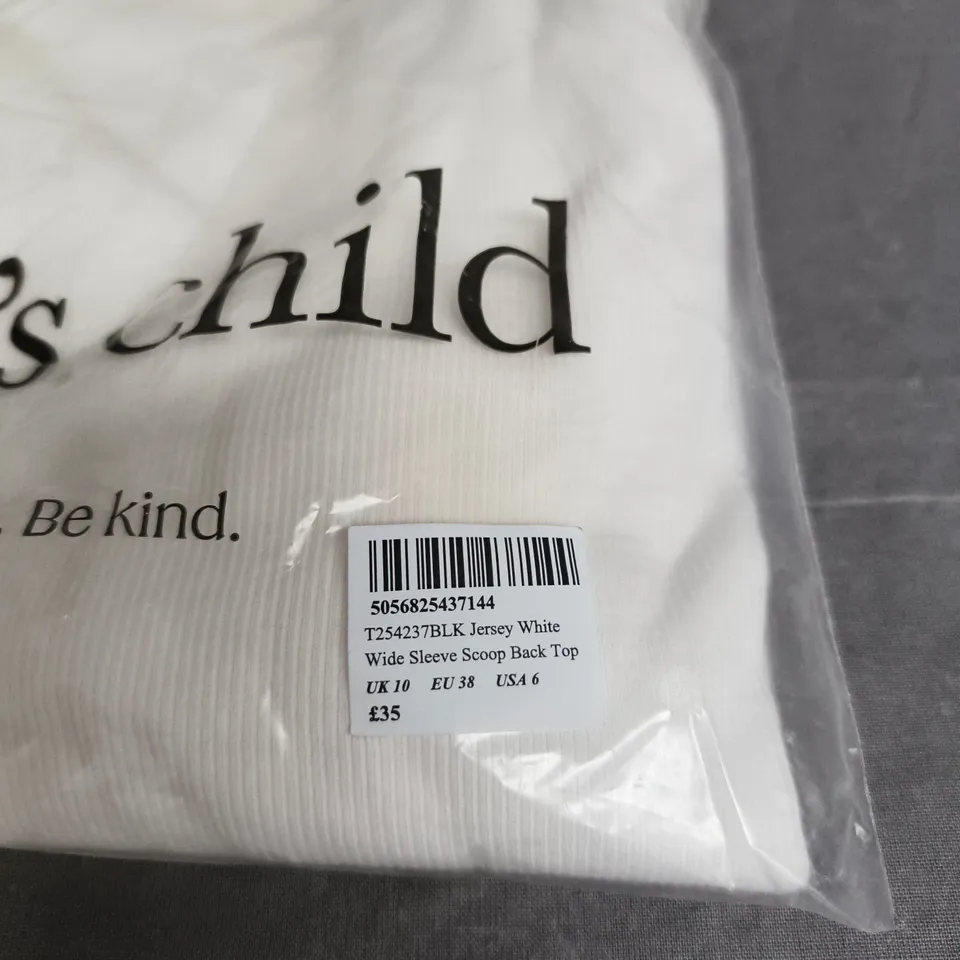 's child
. Be kind.
5056825437144
T254237BLK Jersey White
Wide Sleeve Scoop Back Top
UK 10 EU 38 USA 6
£35